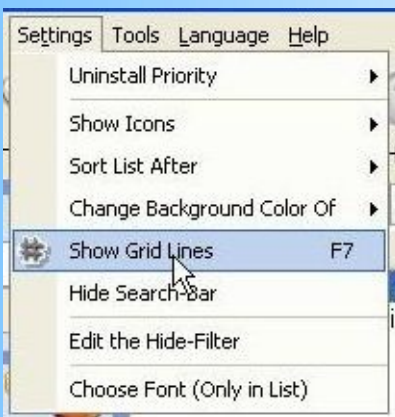 Settings Tools Language Help
Uninstall Priority
Show Icons
Sort List After
Change Background Color Of
Show Grid Lines F7
Hide Search-Bar
Edit the Hide-Filter
Choose Font (Only in List)